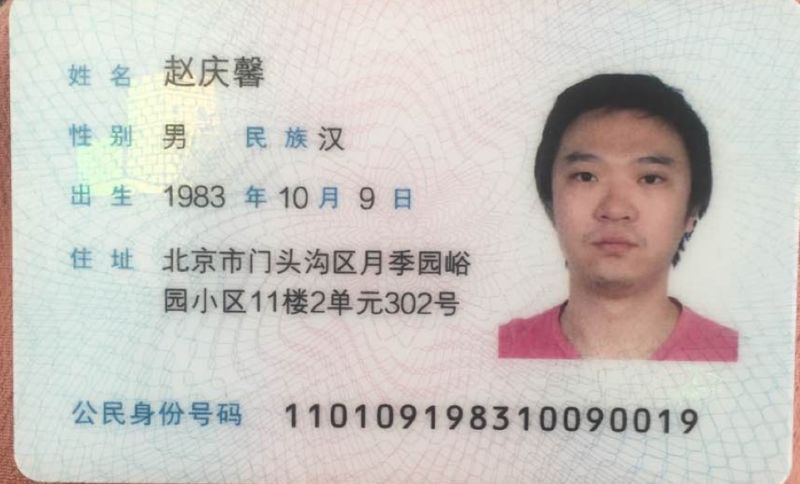 姓名 赵庆馨
性别 男 民族 汉
出生 1983 年 10 月 9 日
住址 北京市门头沟区月季园峪
园小区11楼2单元302号
公民身份号码 110109198310090019